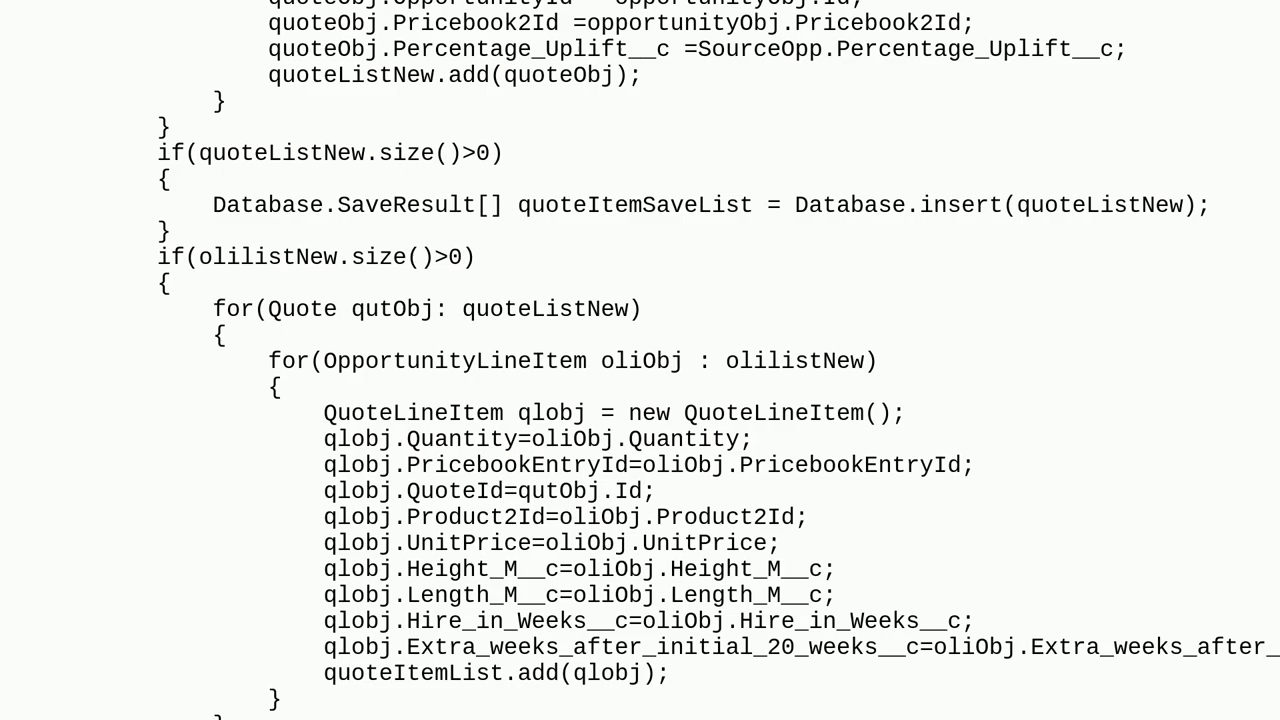 quoteObj.OpportunityId = opportunityObj.Id;
quoteObj.Pricebook2Id =opportunityObj.Pricebook2Id;
quoteObj.Percentage_Uplift__c =SourceOpp.Percentage_Uplift__c;
quoteListNew.add(quoteObj);
}
}
if(quoteListNew.size()>0)
{
Database.SaveResult[] quoteItemSaveList = Database.insert(quoteListNew);
}
if(olilistNew.size()>0)
{
for(Quote qutObj: quoteListNew)
{
for(OpportunityLineItem oliObj : olilistNew)
{
QuoteLineItem qlobj = new QuoteLineItem();
qlobj.Quantity=oliObj.Quantity;
qlobj.PricebookEntryId=oliObj.PricebookEntryId;
qlobj.QuoteId=qutObj.Id;
qlobj.Product2Id=oliObj.Product2Id;
qlobj.UnitPrice=oliObj.UnitPrice;
qlobj.Height_M__c=oliObj.Height_M__c;
qlobj.Length_M__c=oliObj.Length_M__c;
qlobj.Hire_in_Weeks__c=oliObj.Hire_in_Weeks__c;
qlobj.Extra_weeks_after_initial_20_weeks__c=oliObj.Extra_weeks_after_
quoteItemList.add(qlobj);
}
}